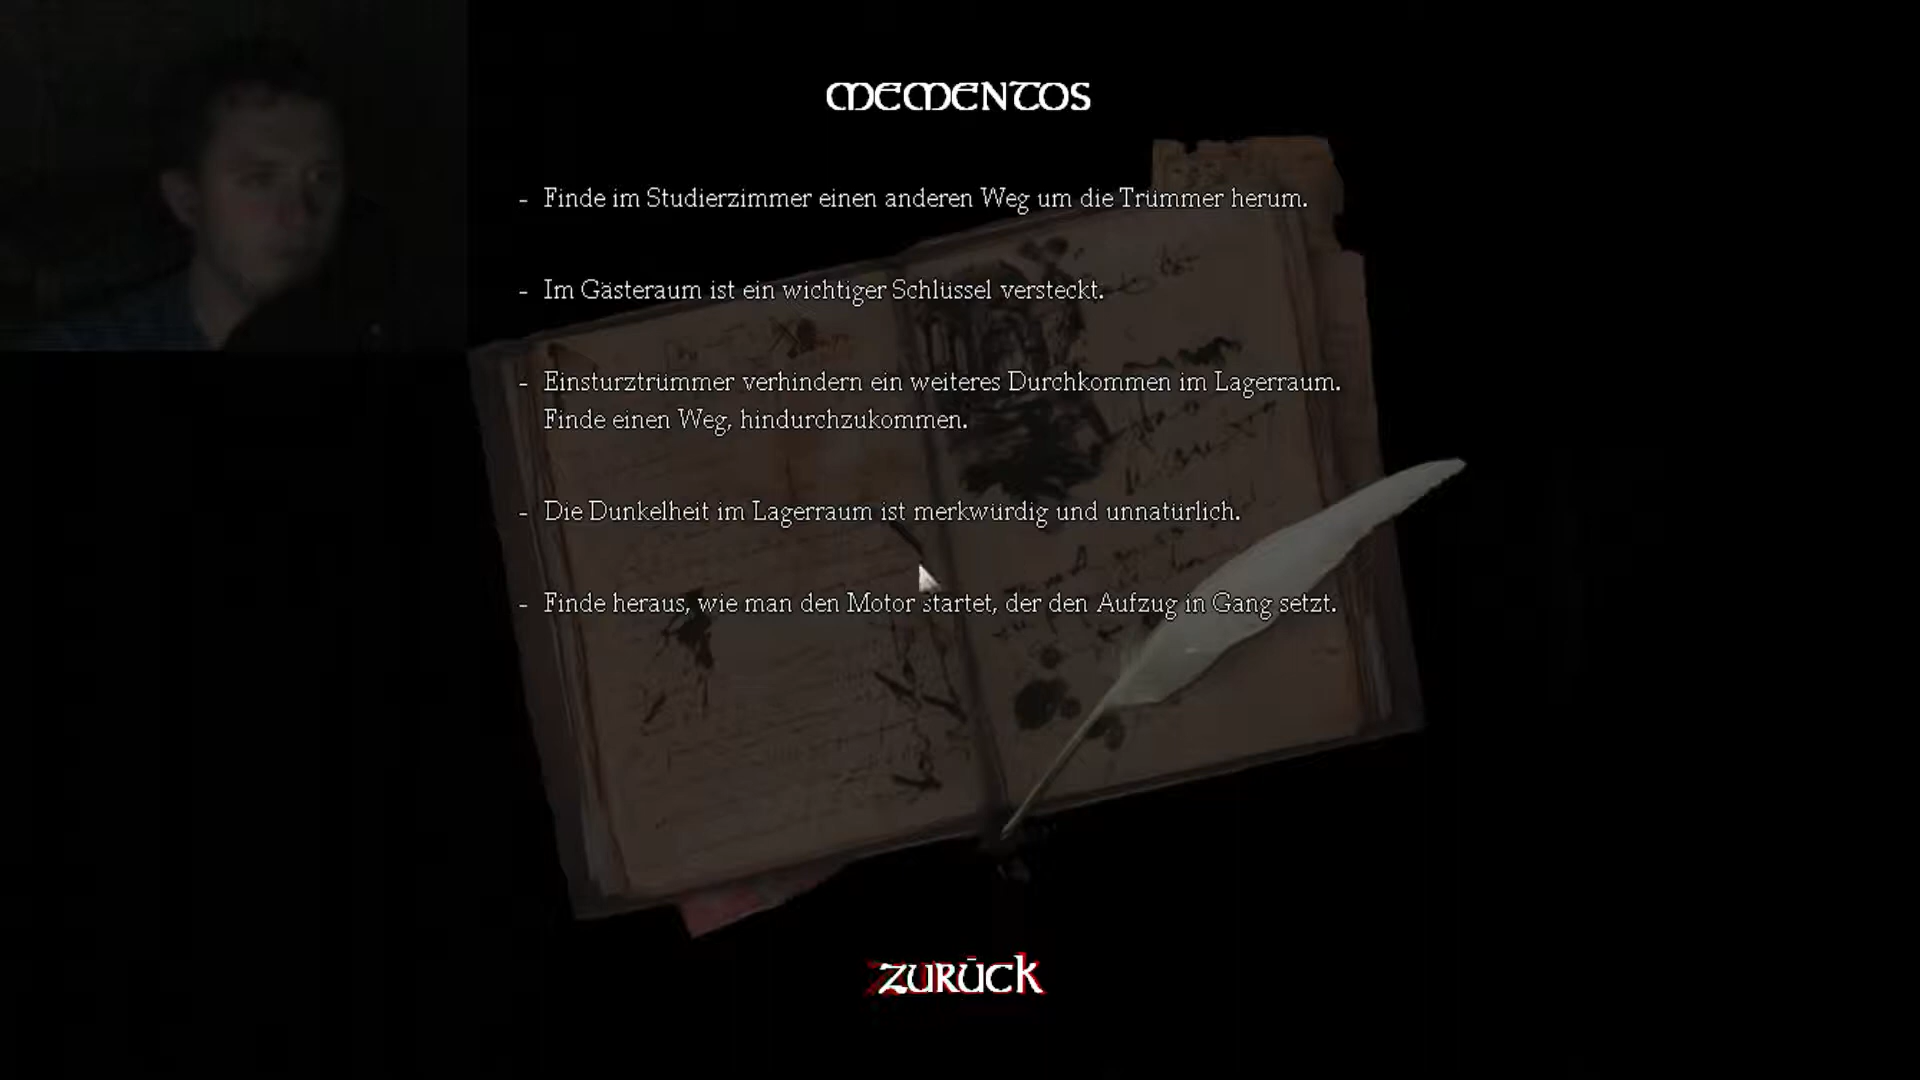 MEMENTOS
- Finde im Studierzimmer einen anderen Weg um die Trümmer herum.
- Im Gästeraum ist ein wichtiger Schlüssel versteckt.
- Einsturztrümmer verhindern ein weiteres Durchkommen im Lagerraum.
Finde einen Weg, hindurchzukommen.
- Die Dunkelheit im Lagerraum ist merkwürdig und unnatürlich.
- Finde heraus, wie man den Motor startet, der den Aufzug in Gang setzt.
ZURÜCK